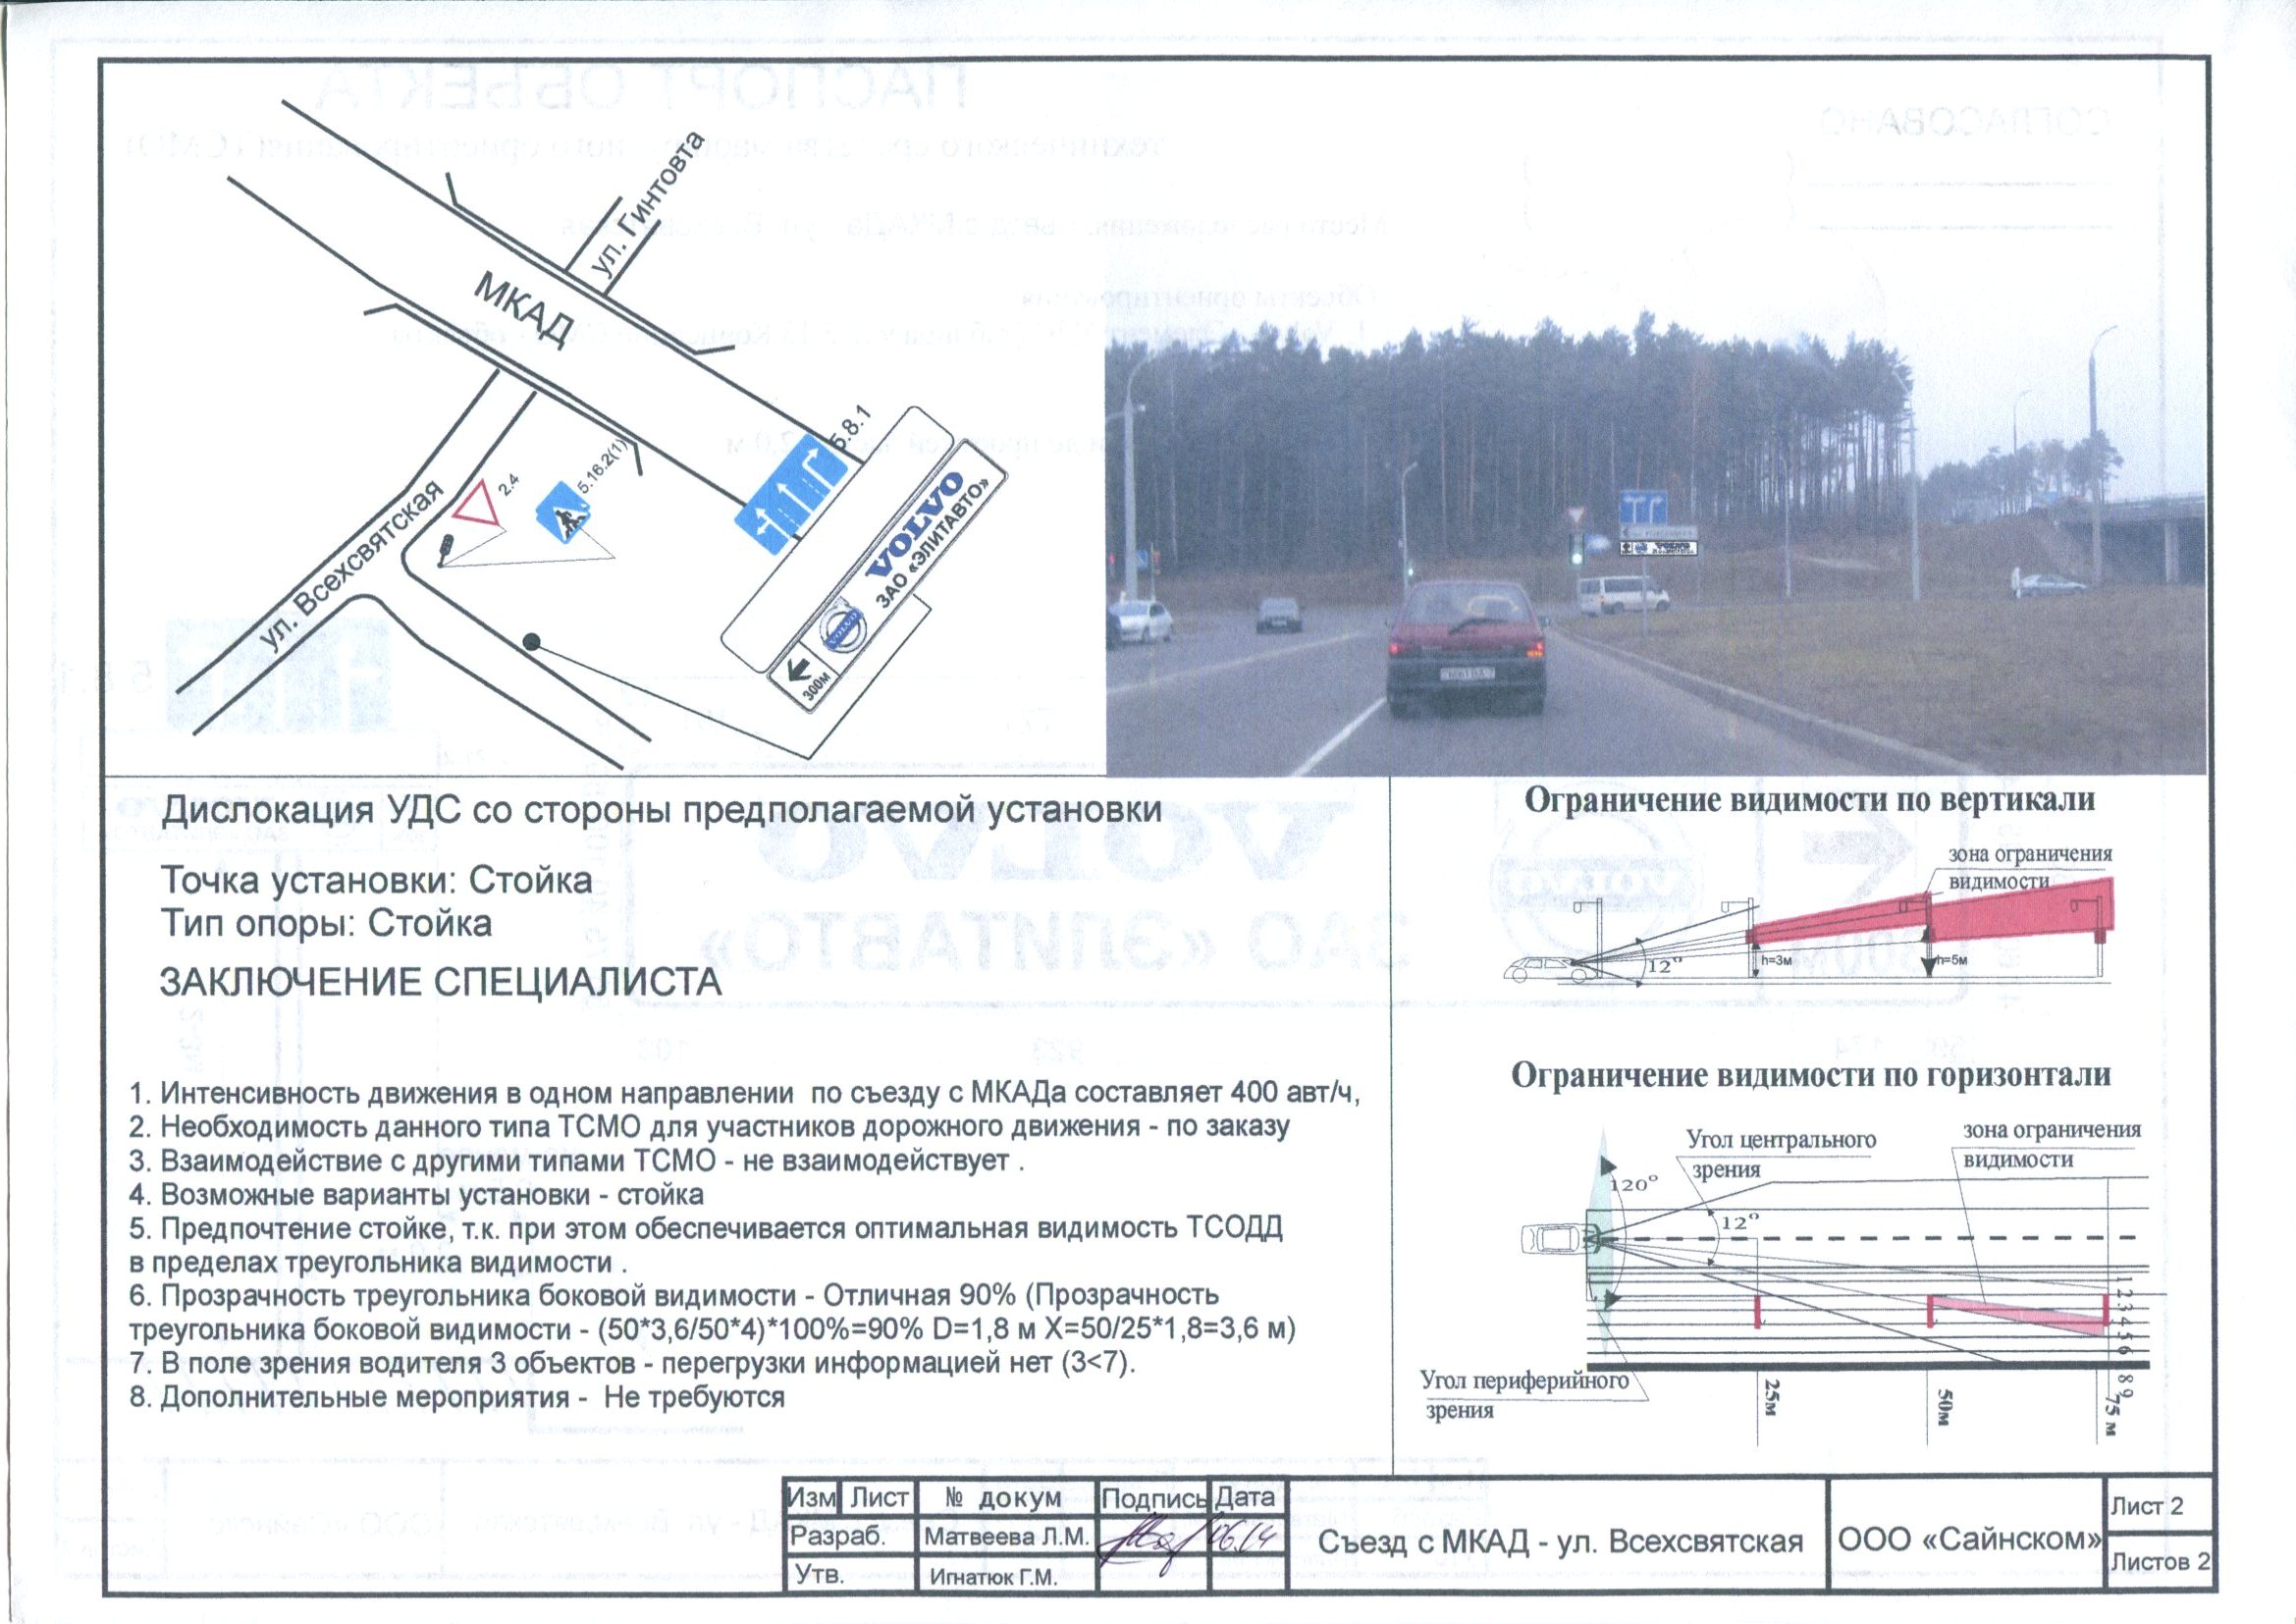 ул. Гинтовта
МКАД
5.8.1
2.4
5.16.2(1)
ул. Всехсвятская
VOLVO
ЗАО «ЭЛИТАВТО»
VOLVO
300м
Дислокация УДС со стороны предполагаемой установки
Точка установки: Стойка
Тип опоры: Стойка
ЗАКЛЮЧЕНИЕ СПЕЦИАЛИСТА
1. Интенсивность движения в одном направлении по съезду с МКАДа составляет 400 авт/ч,
2. Необходимость данного типа ТСМО для участников дорожного движения - по заказу
3. Взаимодействие с другими типами ТСМО - не взаимодействует .
4. Возможные варианты установки - стойка
5. Предпочтение стойке, т.к. при этом обеспечивается оптимальная видимость ТСОДД
в пределах треугольника видимости .
6. Прозрачность треугольника боковой видимости - Отличная 90% (Прозрачность
треугольника боковой видимости - (50*3,6/50*4)*100%=90% D=1,8 м X=50/25*1,8=3,6 м)
7. В поле зрения водителя 3 объектов - перегрузки информацией нет (3<7).
8. Дополнительные мероприятия - Не требуются
Ограничение видимости по вертикали
зона ограничения
видимости
12°
h=3м
h=5м
Ограничение видимости по горизонтали
Угол центрального
зрения
зона ограничения
видимости
120°
12°
1 2 3 4 5 6 8 9
Угол периферийного
зрения
25м
50м
75 м
Изм Лист № докум Подпись Дата
Разраб. Матвеева Л.М. 06.14
Утв. Игнатюк Г.М.
Съезд с МКАД - ул. Всехсвятская
ООО «Сайнском»
Лист 2
Листов 2